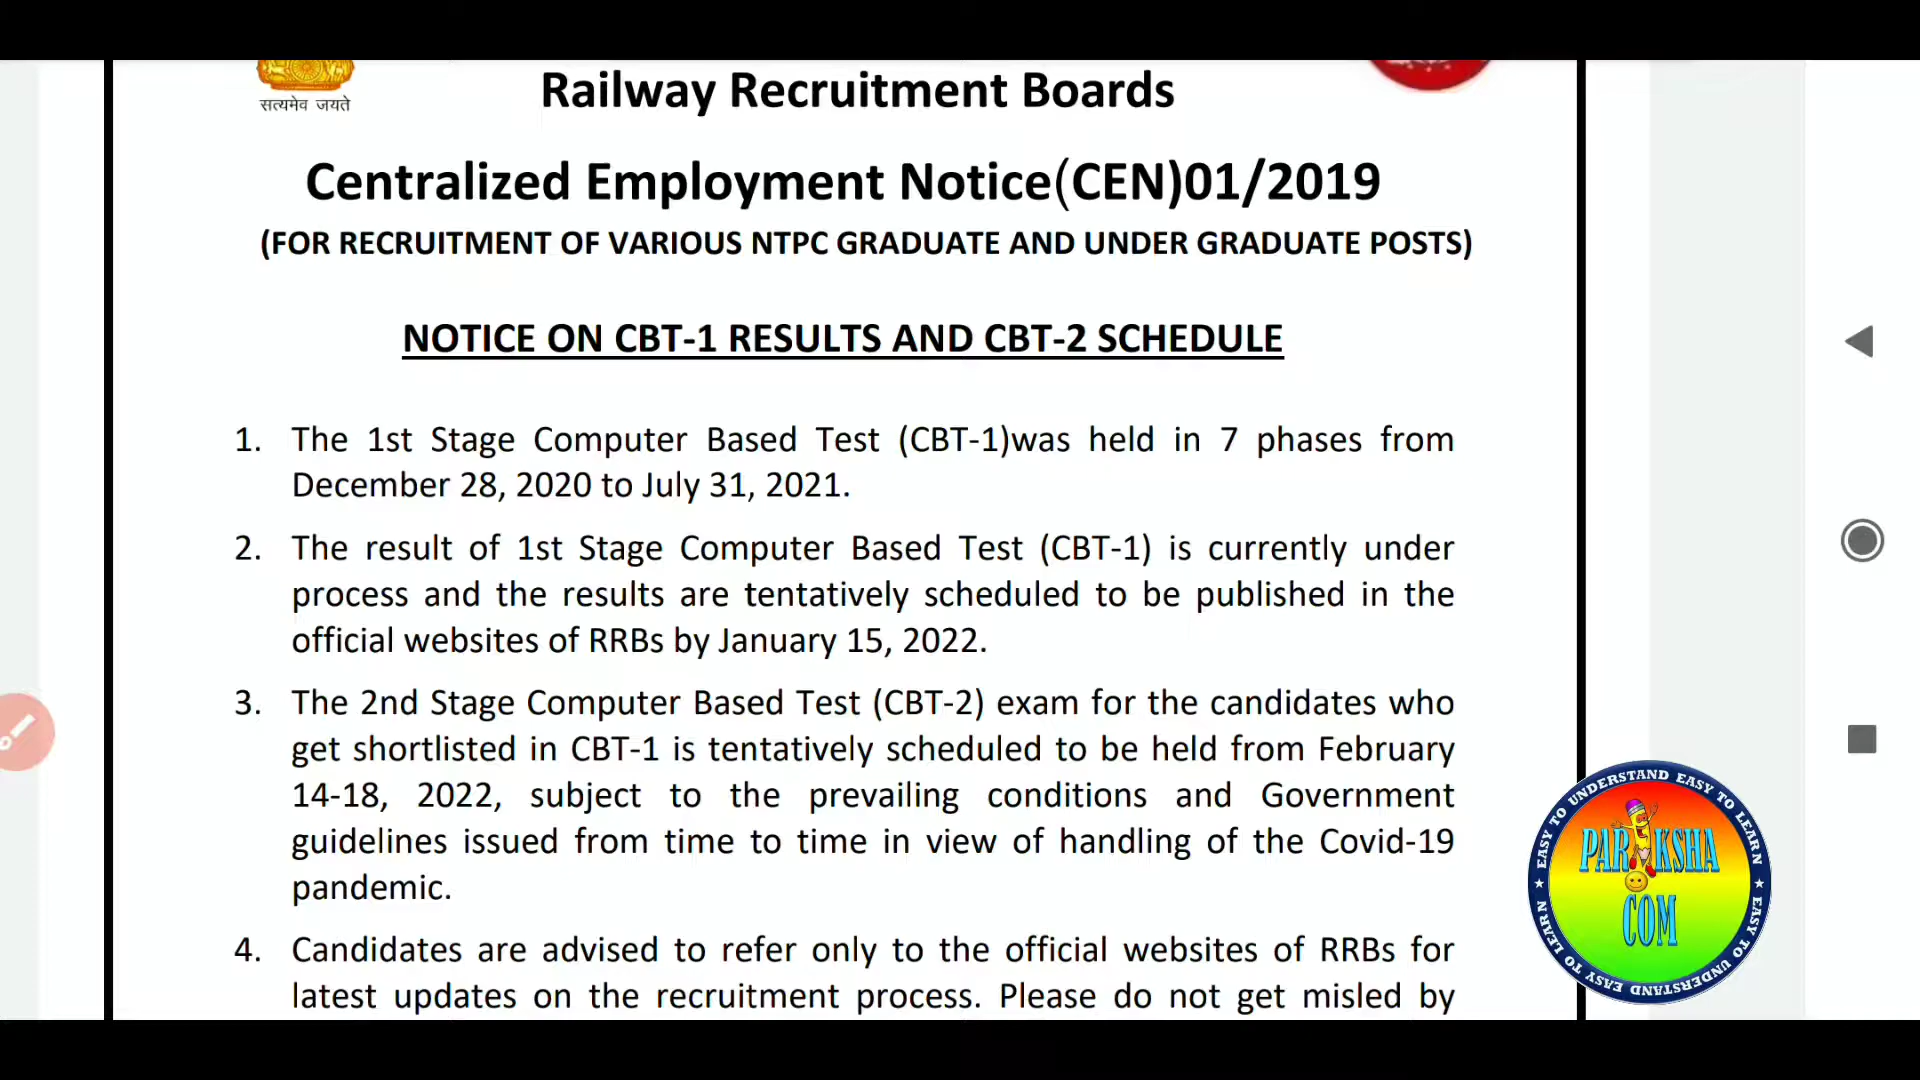 सत्यमेव जयते
Railway Recruitment Boards
Centralized Employment Notice(CEN)01/2019
(FOR RECRUITMENT OF VARIOUS NTPC GRADUATE AND UNDER GRADUATE POSTS)
NOTICE ON CBT-1 RESULTS AND CBT-2 SCHEDULE
1. The 1st Stage Computer Based Test (CBT-1)was held in 7 phases from
December 28, 2020 to July 31, 2021.
2. The result of 1st Stage Computer Based Test (CBT-1) is currently under
process and the results are tentatively scheduled to be published in the
official websites of RRBs by January 15, 2022.
3. The 2nd Stage Computer Based Test (CBT-2) exam for the candidates who
get shortlisted in CBT-1 is tentatively scheduled to be held from February
14-18, 2022, subject to the prevailing conditions and Government
guidelines issued from time to time in view of handling of the Covid-19
pandemic.
4. Candidates are advised to refer only to the official websites of RRBs for
latest updates on the recruitment process. Please do not get misled by
EASY TO UNDERSTAND EASY TO LEARN
PARIKSHA
COM
EASY TO UNDERSTAND EASY TO LEARN